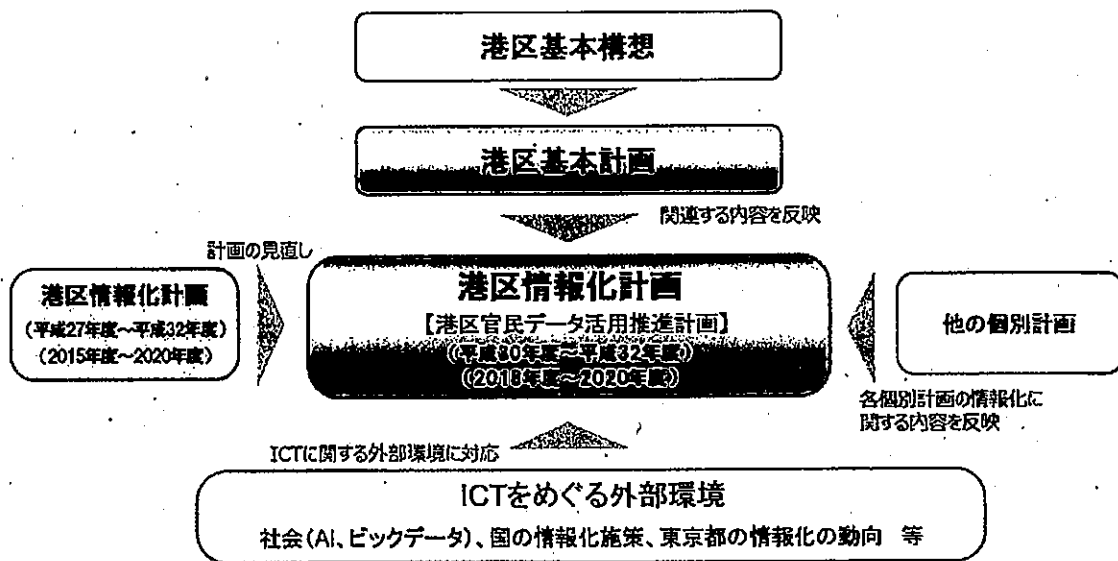 港区基本構想
港区基本計画
関連する内容を反映
計画の見直し
港区情報化計画
(平成27年度~平成32年度)
(2015年度~2020年度)
港区情報化計画
【港区官民データ活用推進計画】
(平成30年度~平成32年度)
(2018年度~2020年度)
他の個別計画
各個別計画の情報化に
関する内容を反映
ICTに関する外部環境に対応
ICTをめぐる外部環境
社会(AI、ビックデータ)、国の情報化施策、東京都の情報化の動向 等